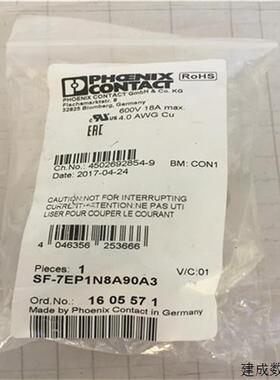 PHOENIX CONTACT
RoHS
PHOENIX CONTACT GmbH & Co. KG
Flachsmarktstr. 8
32825 Blomberg, Germany
600V 18A max.
4.0 AWG Cu
EAC
Ch.No.: 4502692854-9 BM: CON1
Date: 2017-04-24
CAUTION:NOT FOR INTERRUPTING
CURRENT/ATTENTION:NE PAS UTI
LISER POUR COUPER LE COURANT
4 046356 253666
Pieces: 1
V/C:01
SF-7EP1N8A90A3
Ord.No.: 16 05 57 1
Made by Phoenix Contact in Germany
建成数